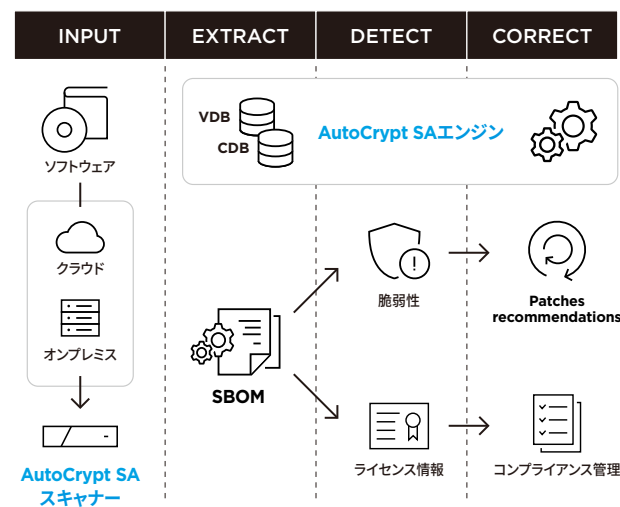 INPUT
EXTRACT
DETECT
CORRECT
VDB
CDB
AutoCrypt SAエンジン
ソフトウェア
クラウド
オンプレミス
AutoCrypt SA
スキャナー
SBOM
脆弱性
Patches
recommendations
ライセンス情報
コンプライアンス管理